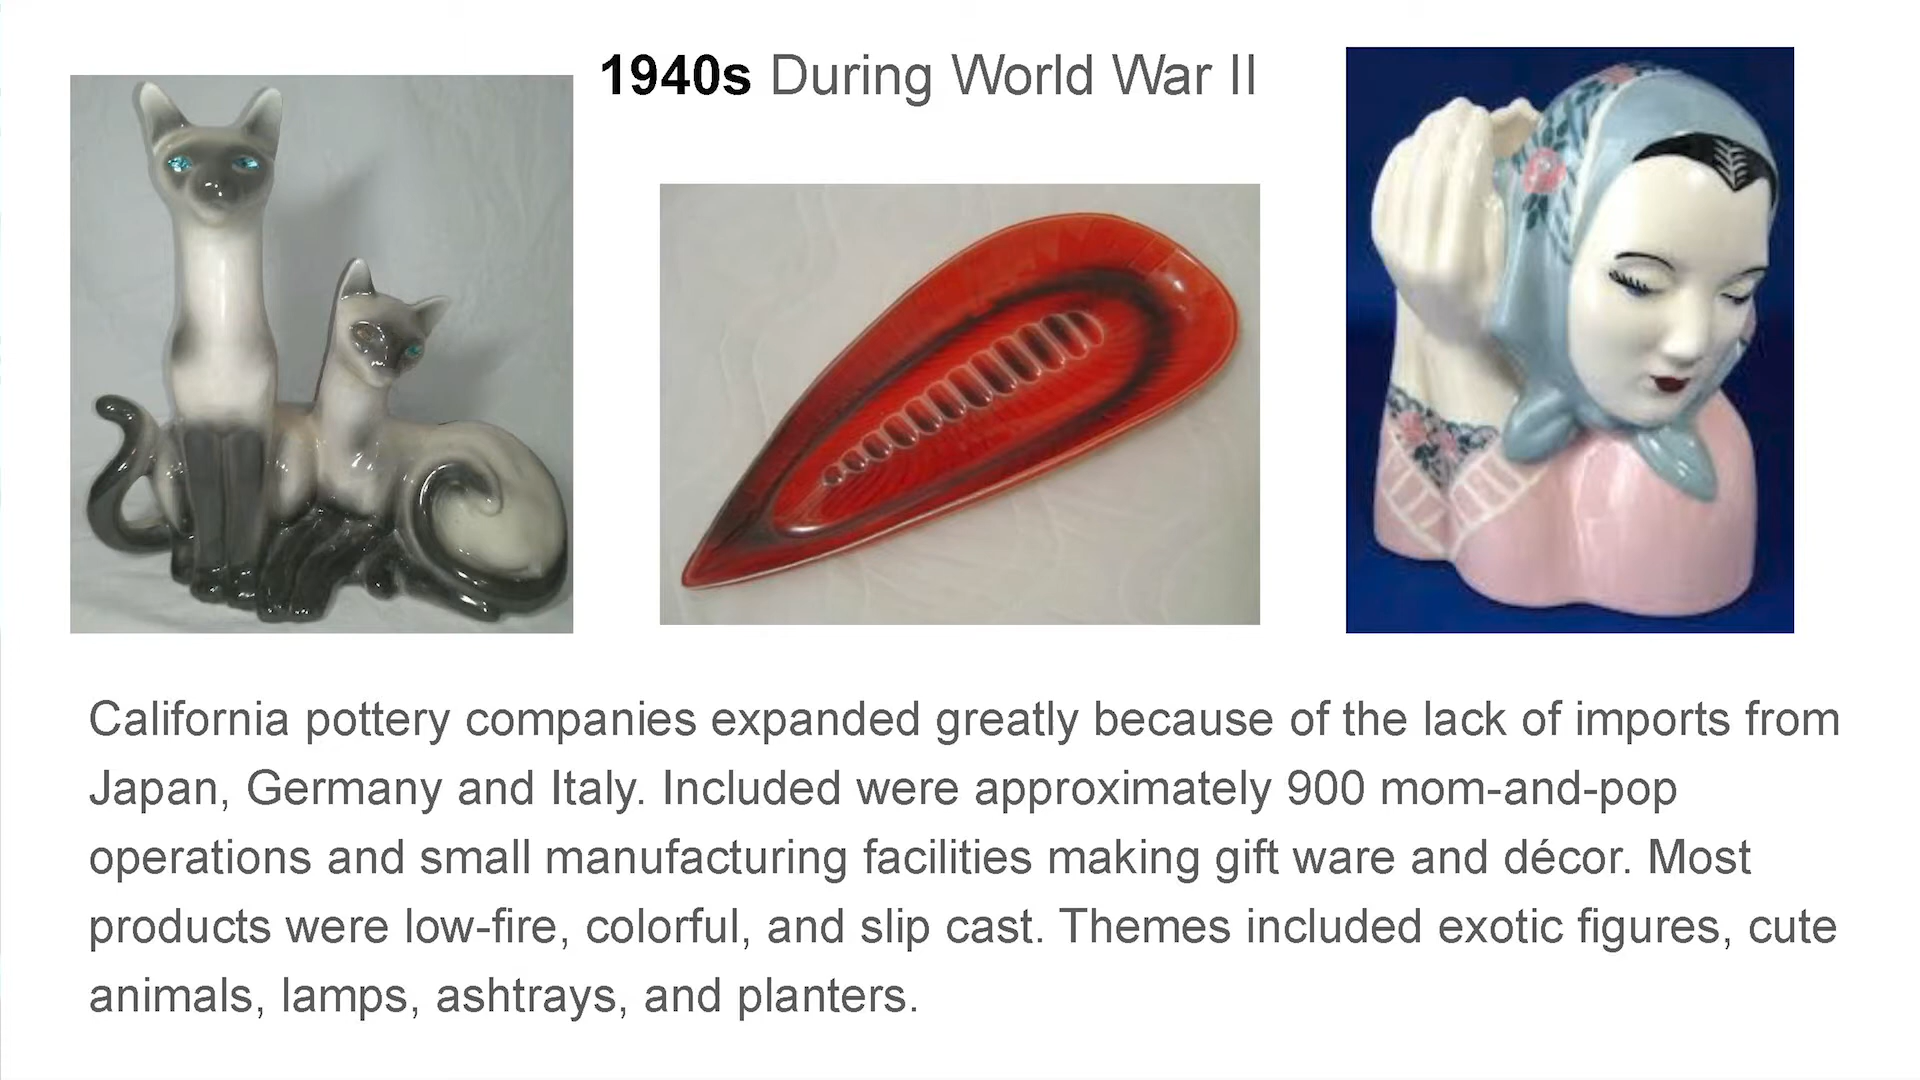 1940s During World War II
California pottery companies expanded greatly because of the lack of imports from
Japan, Germany and Italy. Included were approximately 900 mom-and-pop
operations and small manufacturing facilities making gift ware and décor. Most
products were low-fire, colorful, and slip cast. Themes included exotic figures, cute
animals, lamps, ashtrays, and planters.